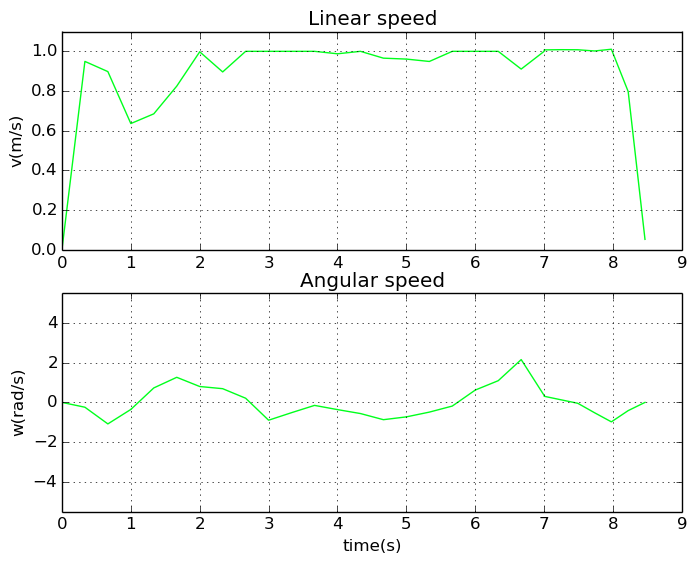 Linear speed
1.0
0.8
0.6
0.4
0.2
0.0
v(m/s)
0 1 2 3 4 5 6 7 8 9
Angular speed
4
2
0
−2
−4
w(rad/s)
0 1 2 3 4 5 6 7 8 9
time(s)